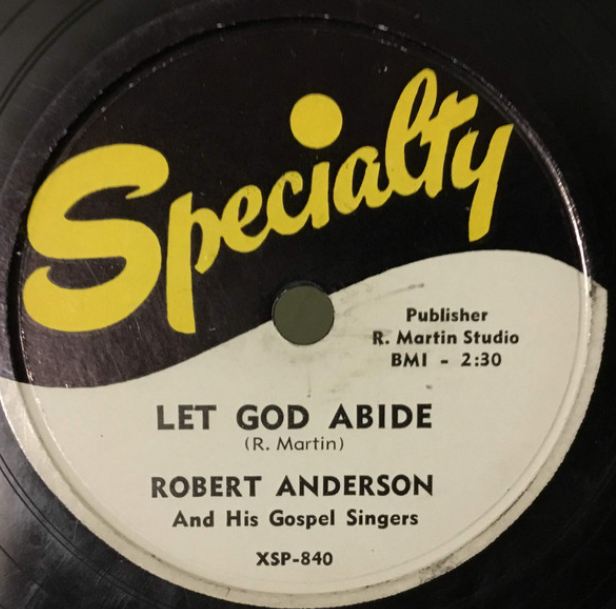 Specialty
Publisher
R. Martin Studio
BMI - 2:30
LET GOD ABIDE
(R. Martin)
ROBERT ANDERSON
And His Gospel Singers
XSP-840